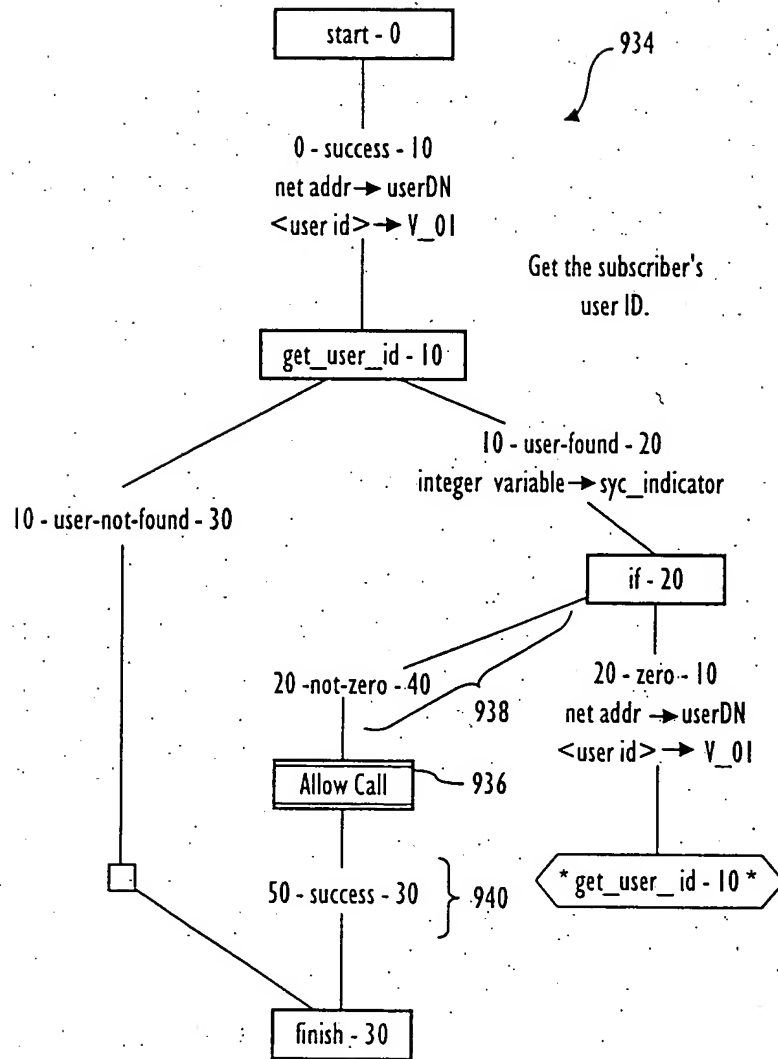 start - 0
934
0 - success - 10
net addr → userDN
<user id> → V_01
Get the subscriber's
user ID.
get_user_id - 10
10 - user-found - 20
integer variable → syc_indicator
10 - user-not-found - 30
if - 20
20 -not-zero - 40
938
20 - zero - 10
net addr → userDN
<user id> → V_01
Allow Call
936
* get_user_ id - 10 *
50 - success - 30
940
finish - 30